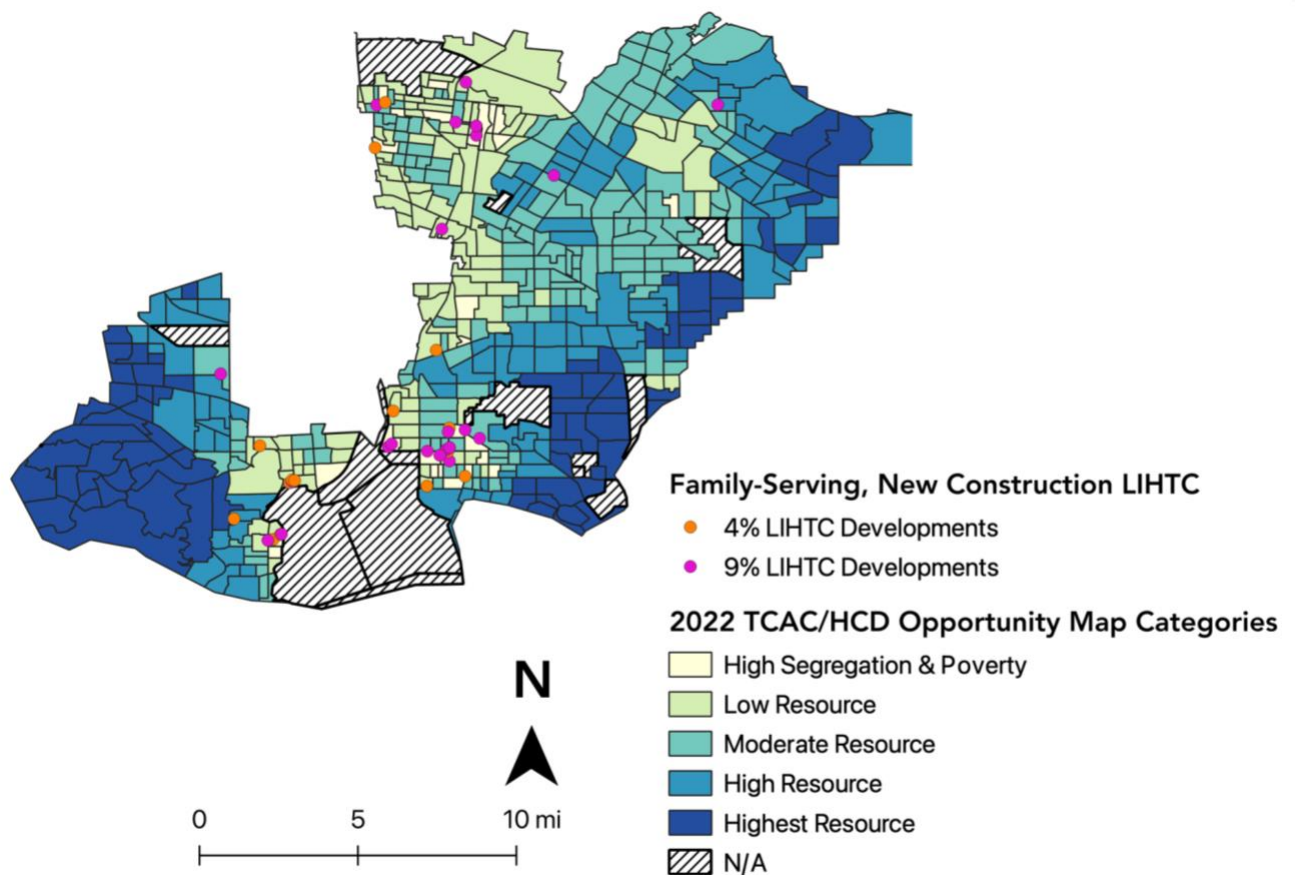 Family-Serving, New Construction LIHTC
4% LIHTC Developments
9% LIHTC Developments
2022 TCAC/HCD Opportunity Map Categories
High Segregation & Poverty
Low Resource
Moderate Resource
High Resource
Highest Resource
N/A
N
0 5 10 mi